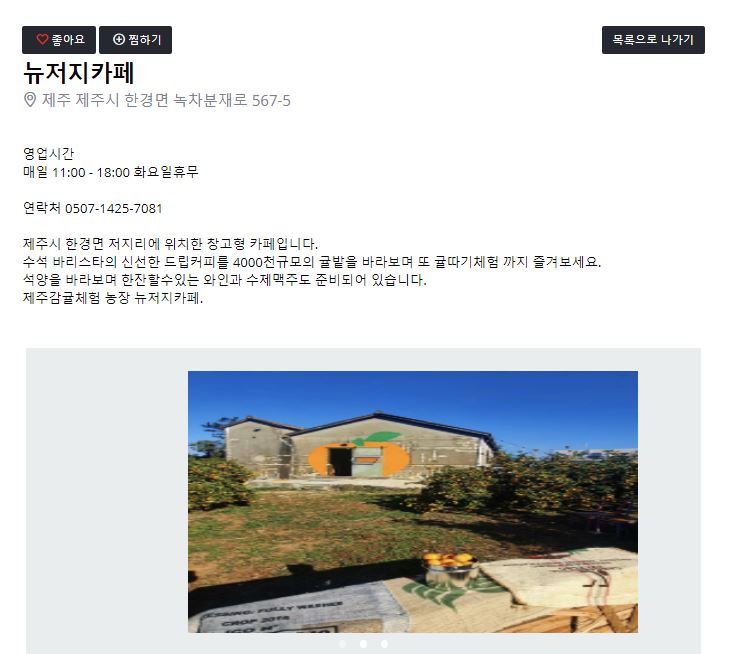 좋아요 찜하기 목록으로 나가기
뉴저지카페
제주 제주시 한경면 녹차분재로 567-5
영업시간
매일 11:00 - 18:00 화요일휴무
연락처 0507-1425-7081
제주시 한경면 저지리에 위치한 창고형 카페입니다.
수석 바리스타의 신선한 드립커피를 4000천규모의 귤밭을 바라보며 또 귤따기체험 까지 즐겨보세요.
석양을 바라보며 한잔할수있는 와인과 수제맥주도 준비되어 있습니다.
제주감귤체험 농장 뉴저지카페.
FULLY WASHED
CROP 2018
ICO Nº